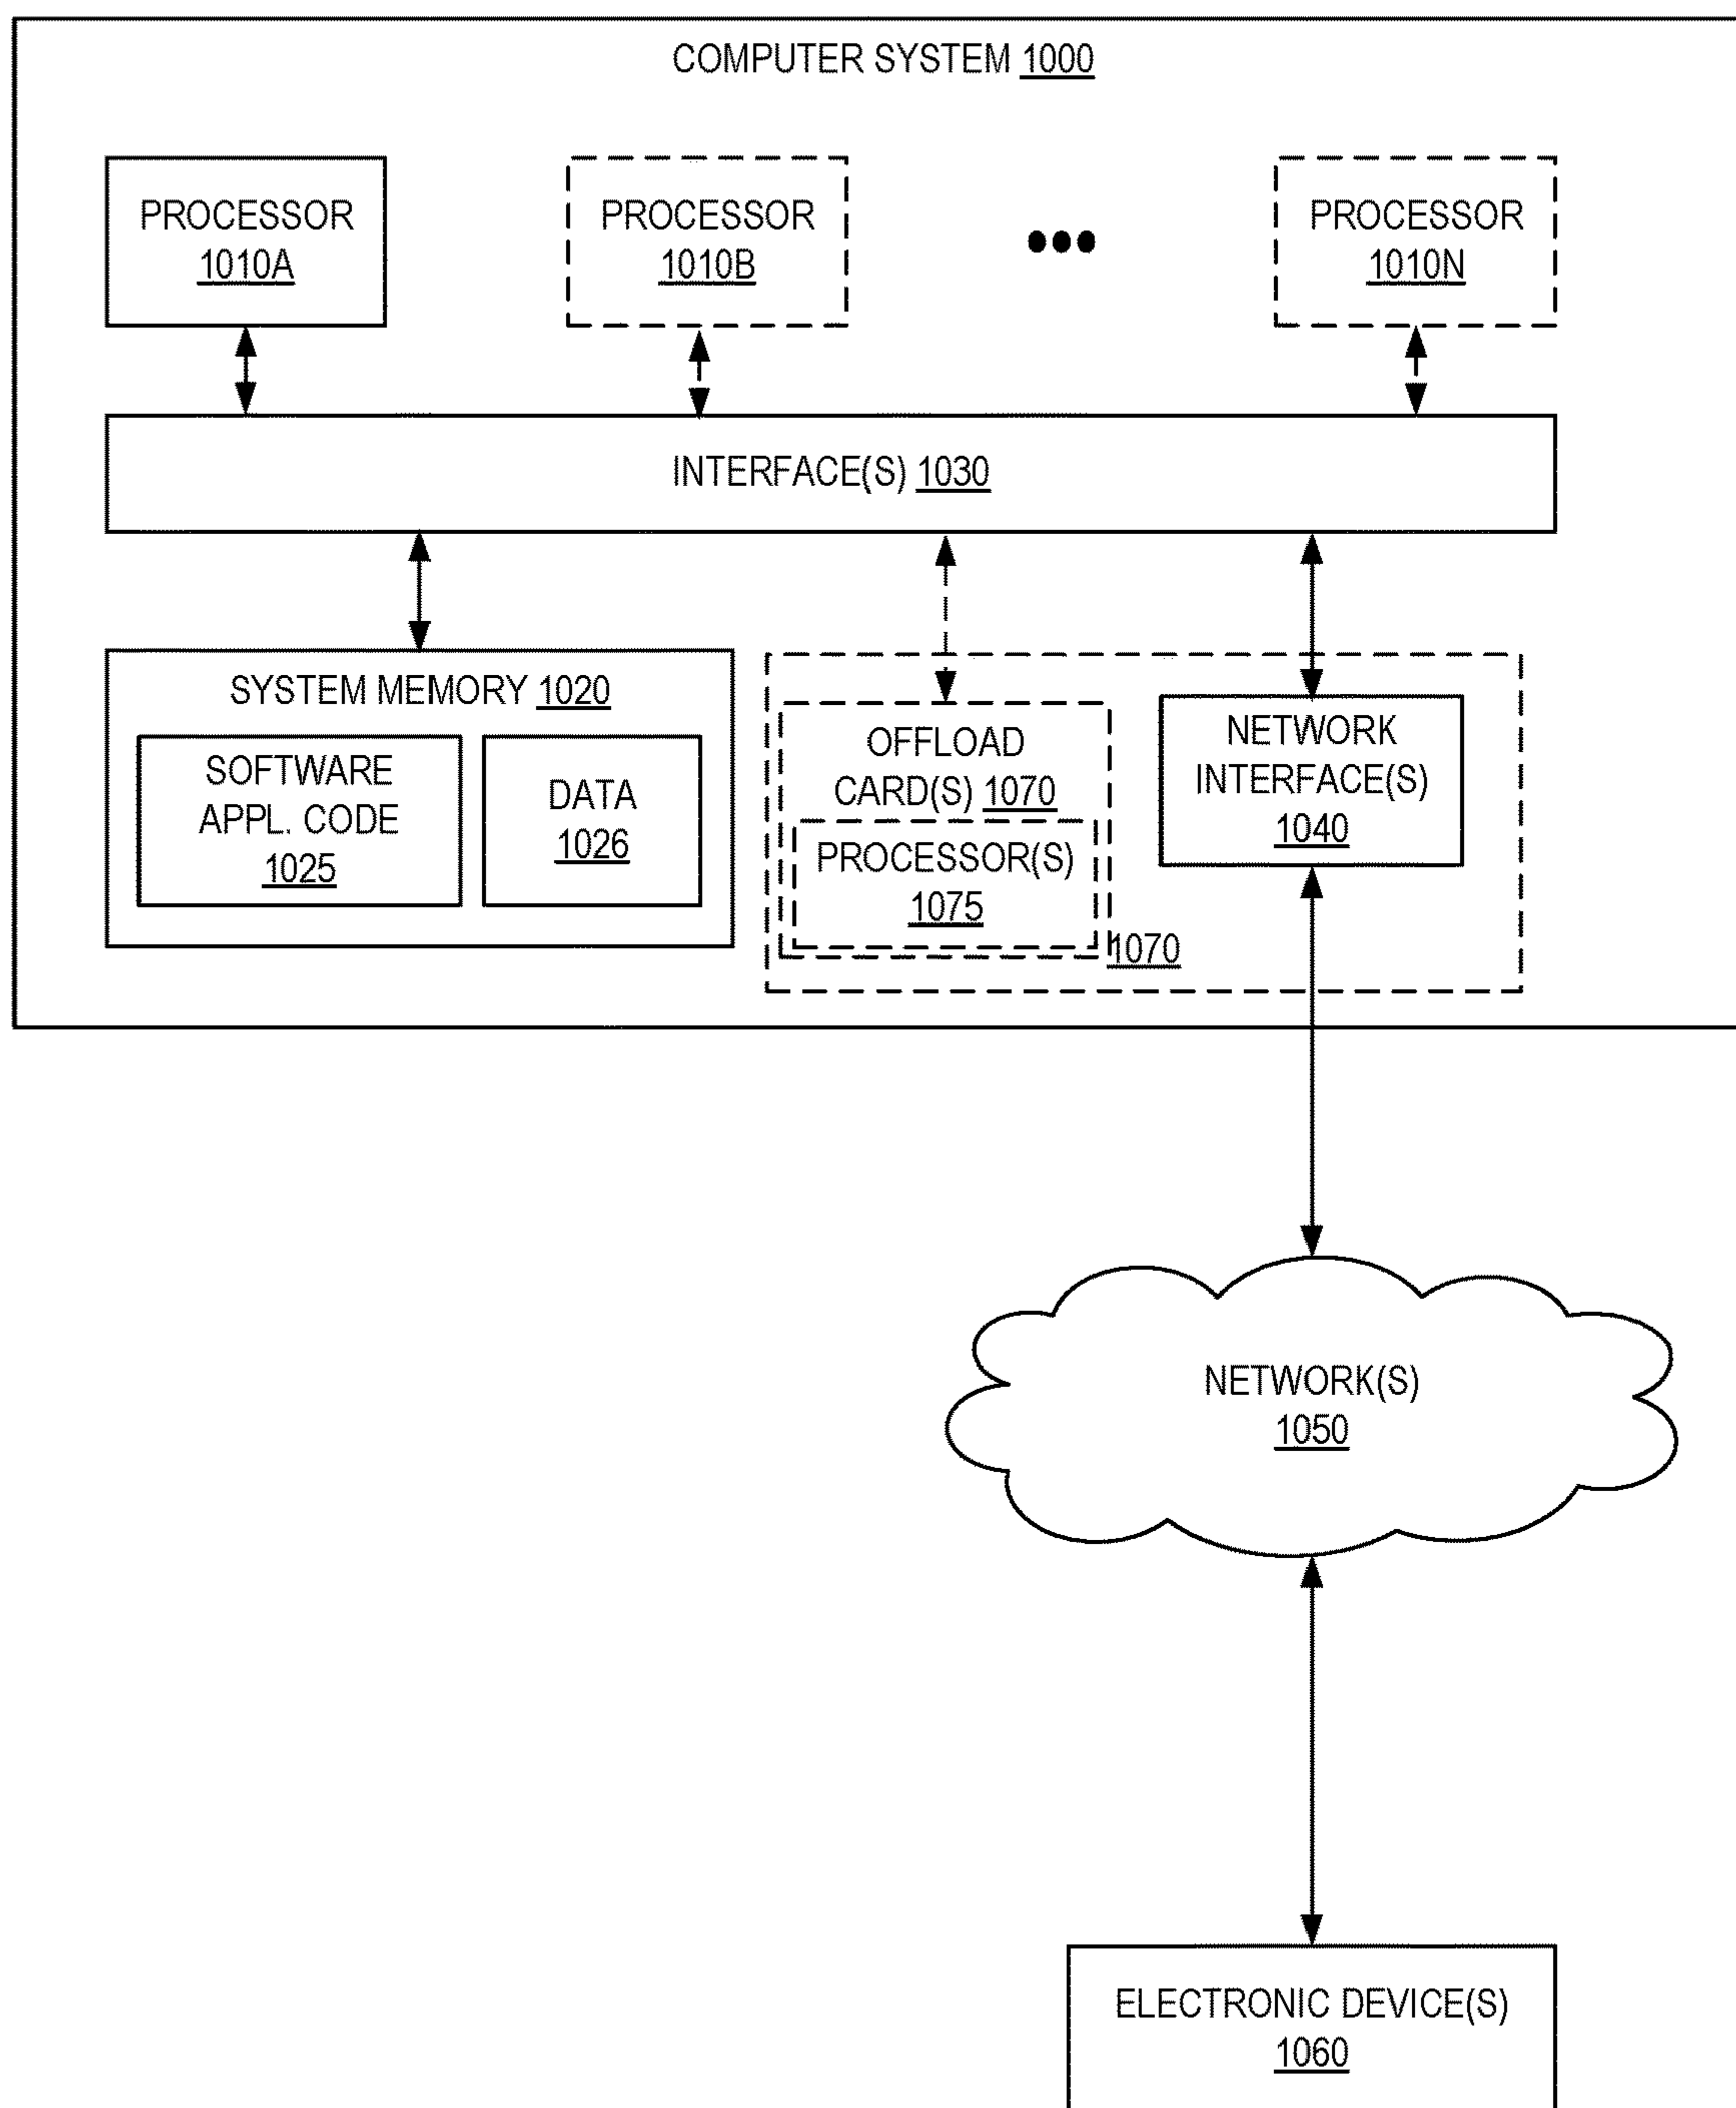 COMPUTER SYSTEM 1000
PROCESSOR
1010A
PROCESSOR
1010B
PROCESSOR
1010N
INTERFACE(S) 1030
SYSTEM MEMORY 1020
SOFTWARE
APPL. CODE
1025
DATA
1026
OFFLOAD
CARD(S) 1070
PROCESSOR(S)
1075
1070
NETWORK
INTERFACE(S)
1040
NETWORK(S)
1050
ELECTRONIC DEVICE(S)
1060